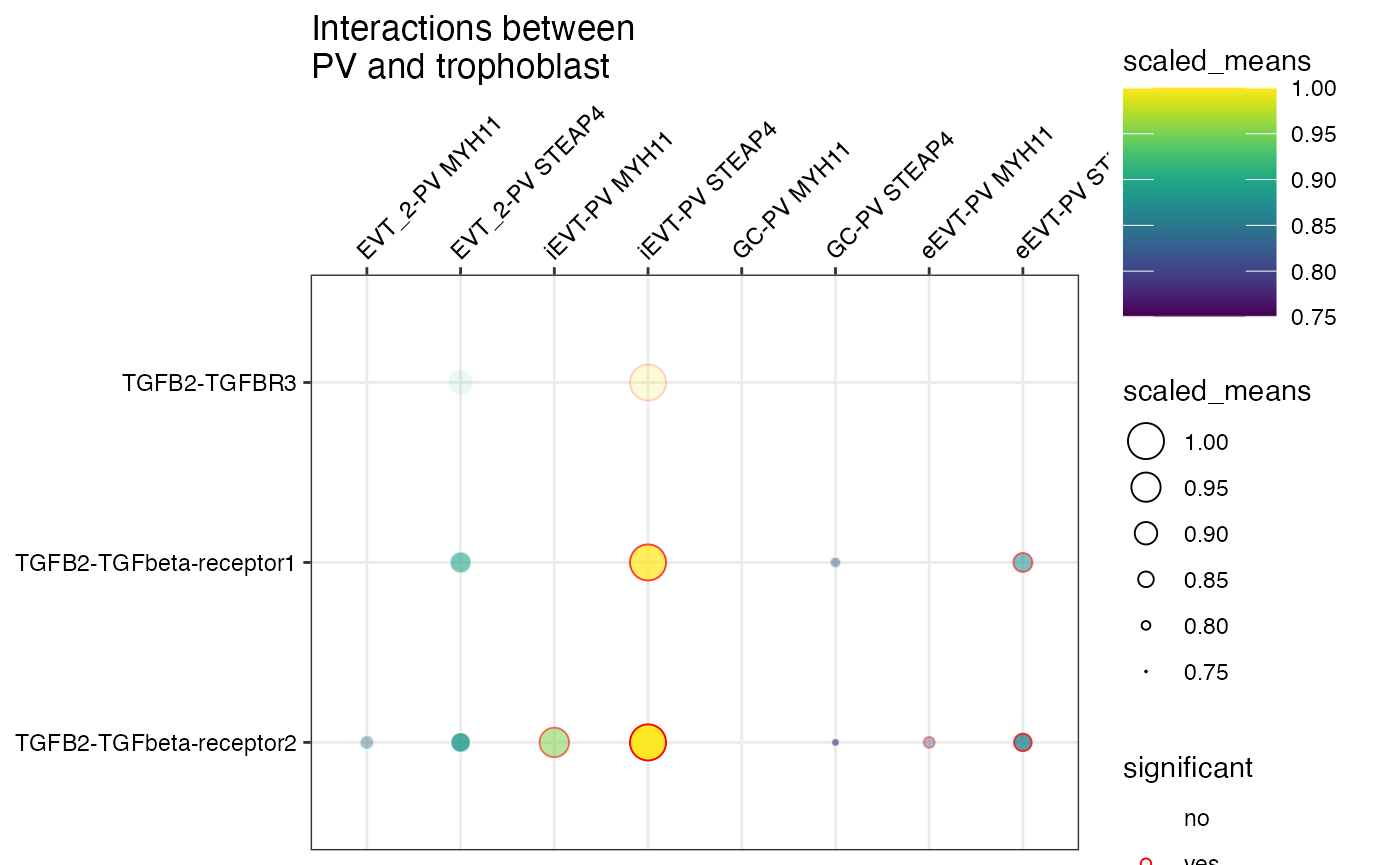 Interactions between
PV and trophoblast
EVT_2-PV MYH11
EVT_2-PV STEAP4
iEVT-PV MYH11
iEVT-PV STEAP4
GC-PV MYH11
GC-PV STEAP4
eEVT-PV MYH11
eEVT-PV
TGFB2-TGFBR3
TGFB2-TGFbeta-receptor1
TGFB2-TGFbeta-receptor2
scaled_means
1.00
0.95
0.90
0.85
0.80
0.75
scaled_means
1.00
0.95
0.90
0.85
0.80
0.75
significant
no
yes